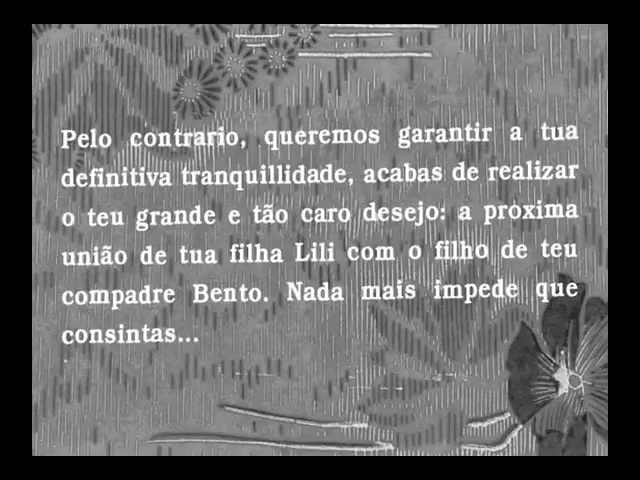 Pelo contrario, queremos garantir a tua
definitiva tranquillidade, acabas de realizar
o teu grande e tão caro desejo: a proxima
união de tua filha Lili com o filho de teu
compadre Bento. Nada mais impede que
consintas...